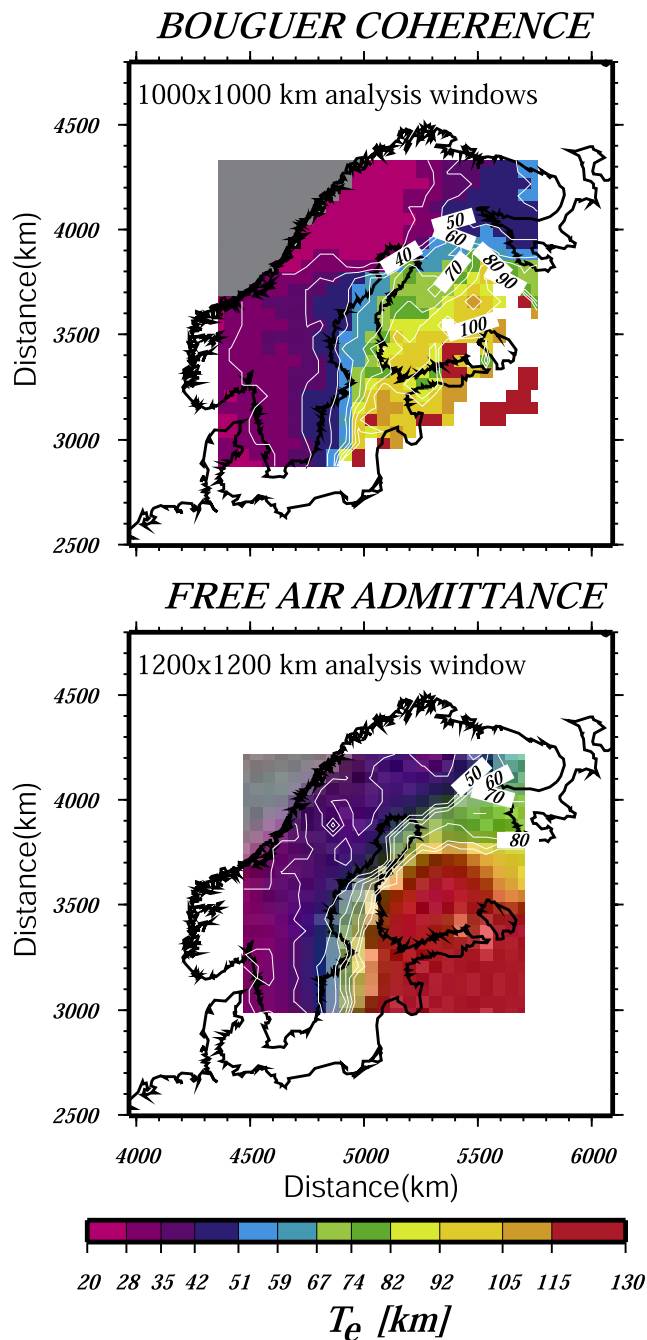 BOUGUER COHERENCE
1000x1000 km analysis windows
4500
4000
3500
3000
2500
Distance(km)
50
60
40
70
80
90
100
FREE AIR ADMITTANCE
1200x1200 km analysis window
4500
4000
3500
3000
2500
Distance(km)
50
60
70
80
4000 4500 5000 5500 6000
Distance(km)
20 28 35 42 51 59 67 74 82 92 105 115 130
Te [km]